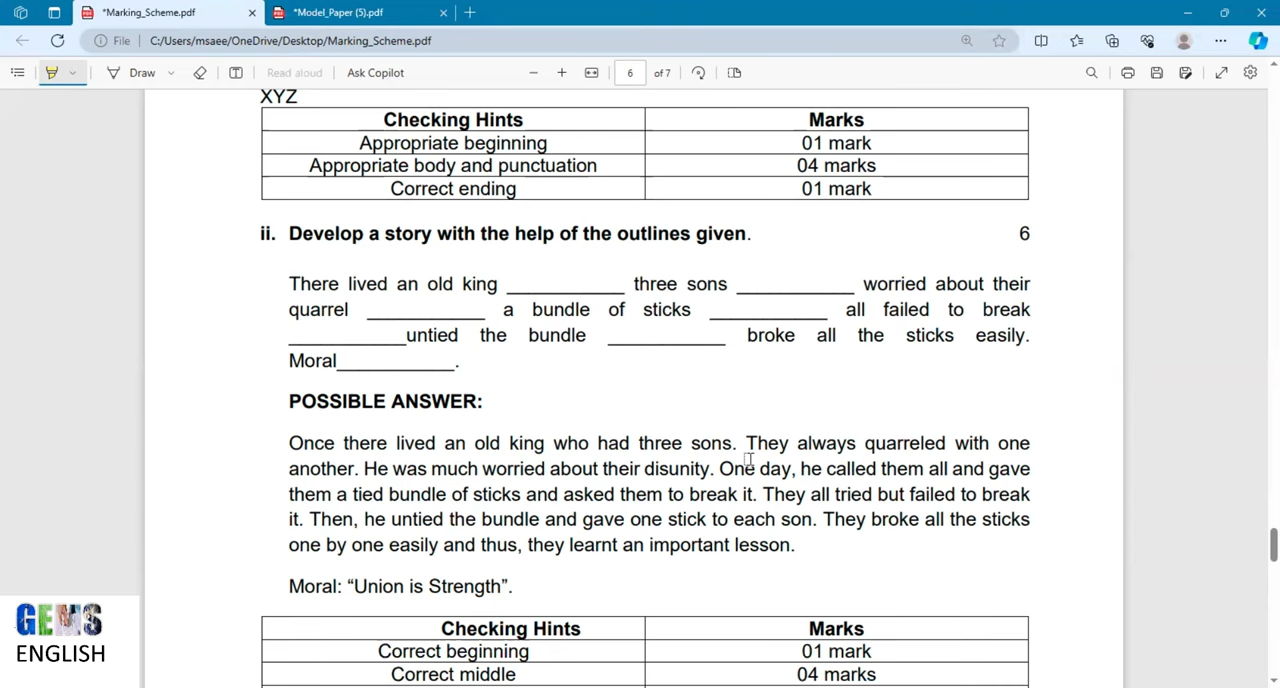 *Marking_Scheme.pdf
*Model_Paper (5).pdf
File C:/Users/msaee/OneDrive/Desktop/Marking_Scheme.pdf
Draw Read aloud Ask Copilot 6 of 7
XYZ
Checking Hints Marks
Appropriate beginning 01 mark
Appropriate body and punctuation 04 marks
Correct ending 01 mark
ii. Develop a story with the help of the outlines given. 6
There lived an old king ___________ three sons ___________ worried about their
quarrel ___________ a bundle of sticks ___________ all failed to break
___________untied the bundle ___________ broke all the sticks easily.
Moral___________.
POSSIBLE ANSWER:
Once there lived an old king who had three sons. They always quarreled with one
another. He was much worried about their disunity. One day, he called them all and gave
them a tied bundle of sticks and asked them to break it. They all tried but failed to break
it. Then, he untied the bundle and gave one stick to each son. They broke all the sticks
one by one easily and thus, they learnt an important lesson.
Moral: “Union is Strength”.
Checking Hints Marks
Correct beginning 01 mark
Correct middle 04 marks
GEMS
ENGLISH